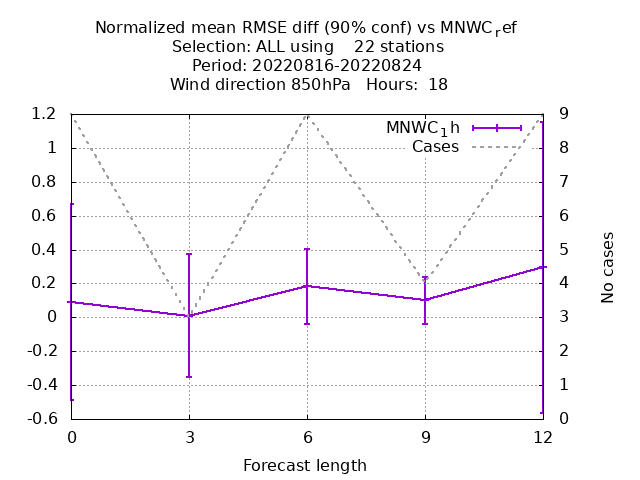 Normalized mean RMSE diff (90% conf) vs MNWC_ref
Selection: ALL using    22 stations
Period: 20220816-20220824
Wind direction 850hPa   Hours:  18
MNWC_1h
Cases
1.2
1
0.8
0.6
0.4
0.2
0
-0.2
-0.4
-0.6
9
8
7
6
5
4
3
2
1
0
No cases
0 3 6 9 12
Forecast length